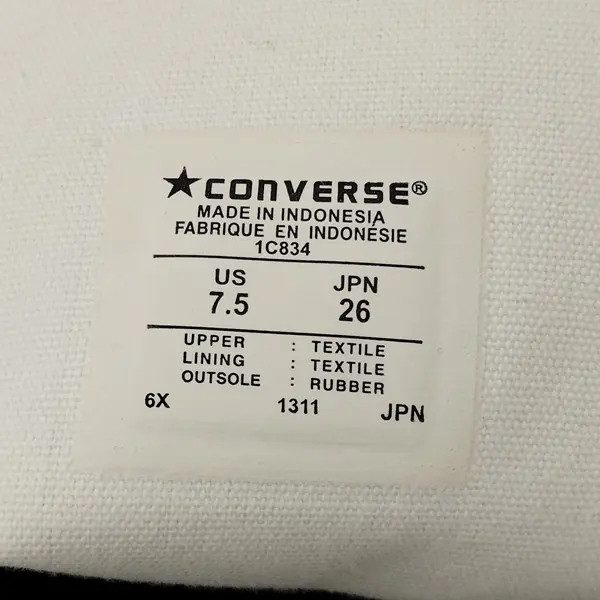 ★CONVERSE®
MADE IN INDONESIA
FABRIQUE EN INDONÉSIE
1C834
US JPN
7.5 26
UPPER : TEXTILE
LINING : TEXTILE
OUTSOLE : RUBBER
6X 1311 JPN